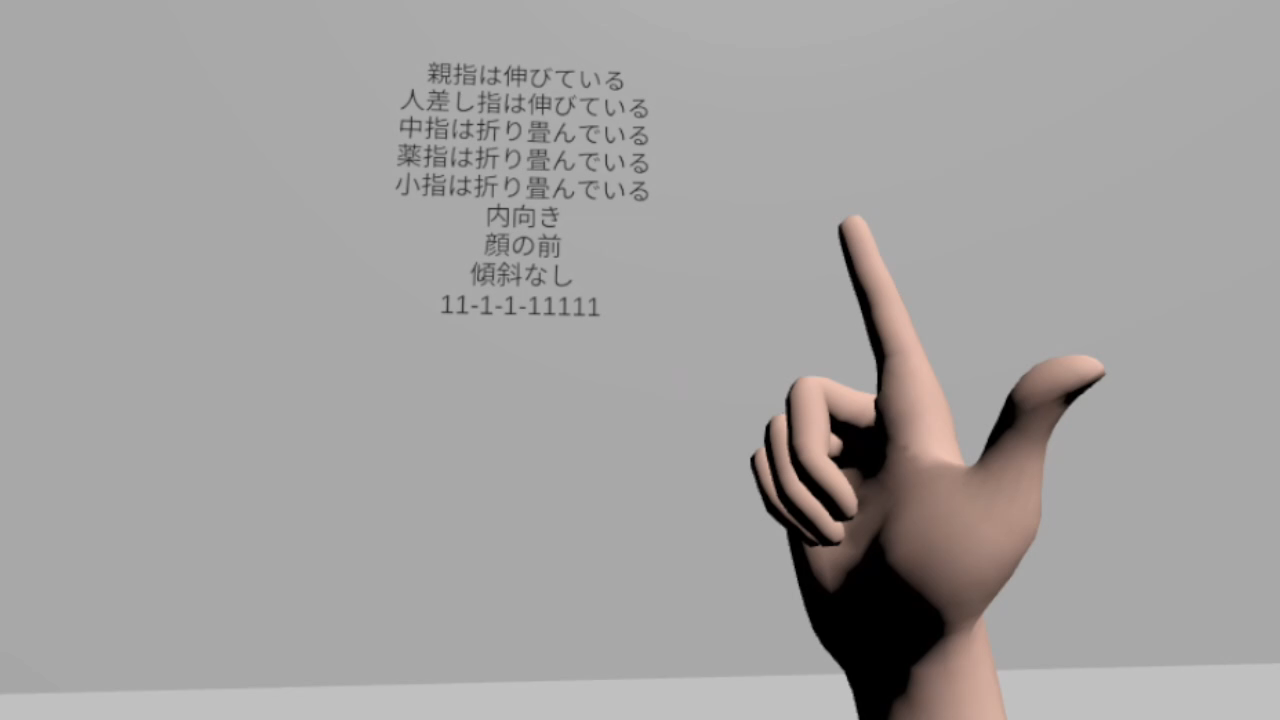 親指は伸びている
人差し指は伸びている
中指は折り畳んでいる
薬指は折り畳んでいる
小指は折り畳んでいる
内向き
顔の前
傾斜なし
11-1-1-11111